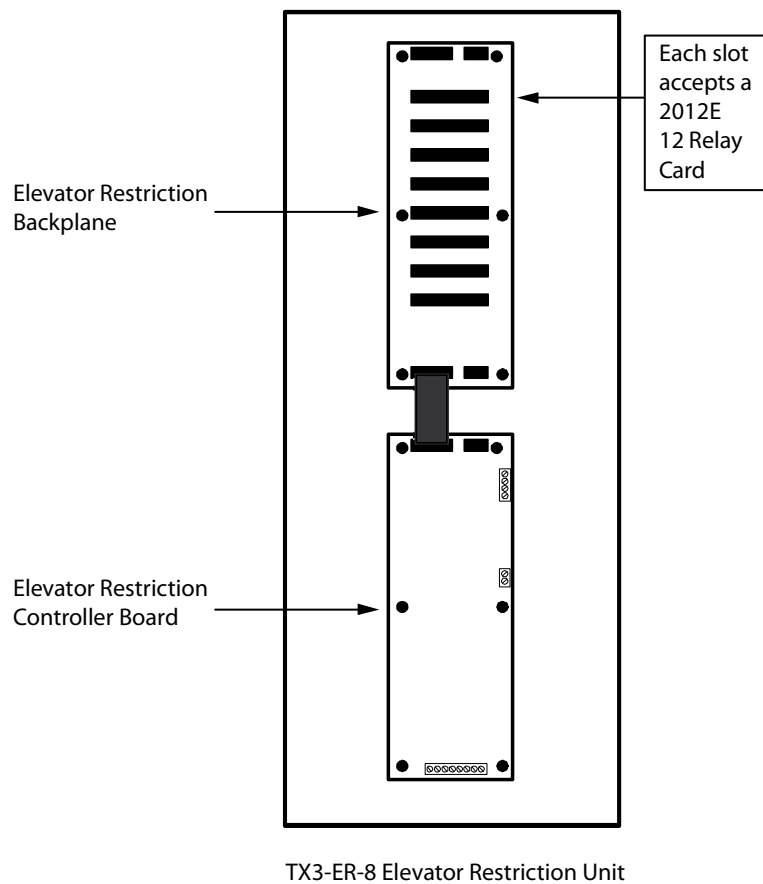 Each slot
accepts a
2012E
12 Relay
Card
Elevator Restriction
Backplane
Elevator Restriction
Controller Board
TX3-ER-8 Elevator Restriction Unit